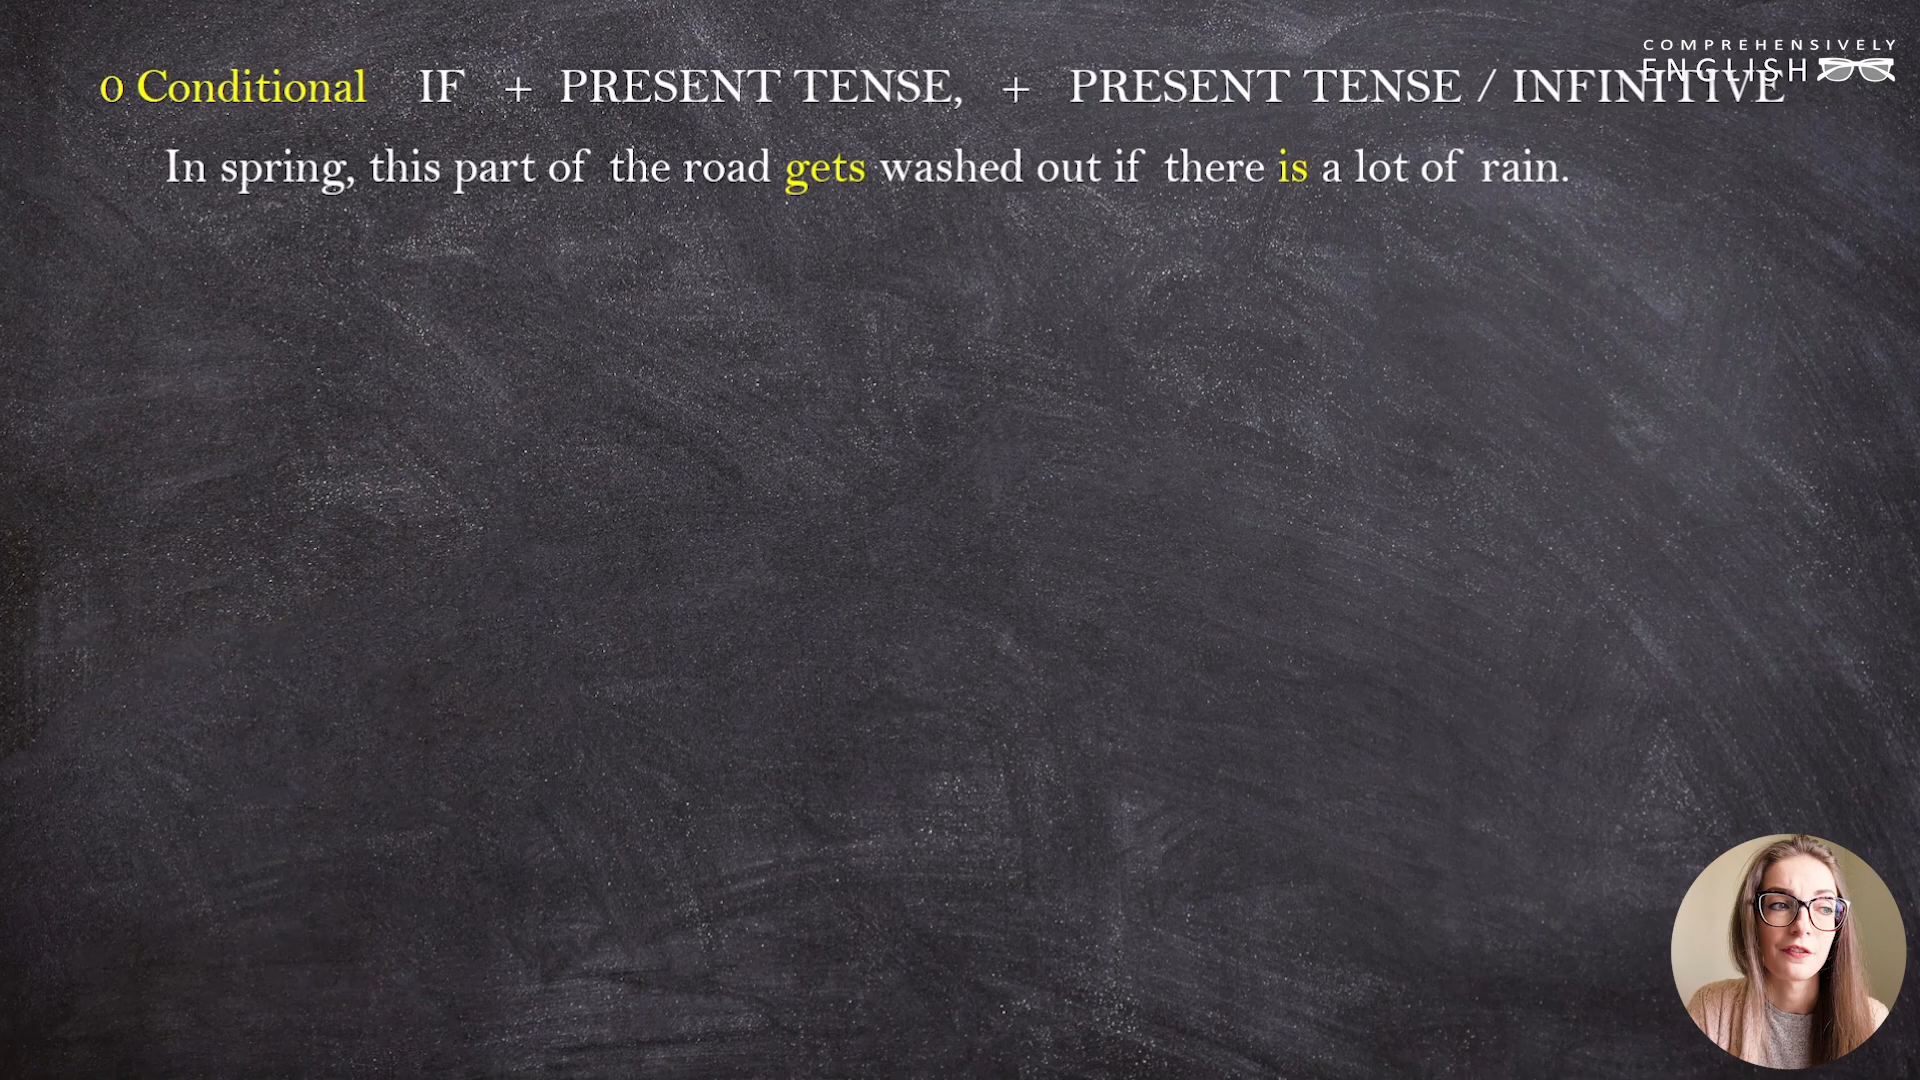 COMPREHENSIVELY
ENGLISH
0 Conditional IF + PRESENT TENSE, + PRESENT TENSE / INFINITIVE
In spring, this part of the road gets washed out if there is a lot of rain.